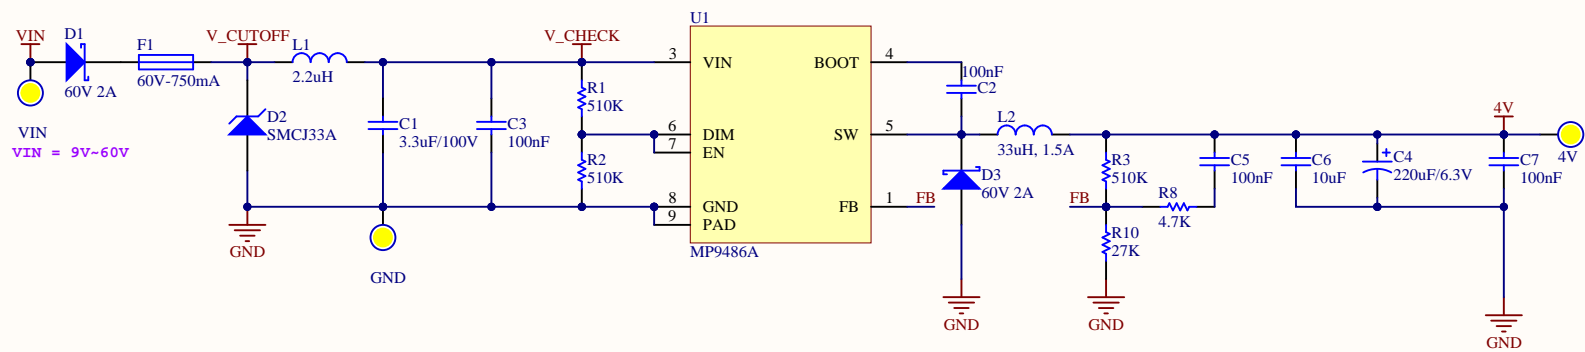 VIN
D1
60V 2A
VIN
VIN = 9V~60V
F1
60V-750mA
V_CUTOFF
D2
SMCJ33A
GND
L1
2.2uH
C1
3.3uF/100V
GND
C3
100nF
V_CHECK
R1
510K
R2
510K
U1
3
VIN
6
DIM
7
EN
8
GND
9
PAD
BOOT
4
SW
5
FB
1
FB
MP9486A
100nF
C2
D3
60V 2A
GND
L2
33uH, 1.5A
FB
R3
510K
R10
27K
GND
R8
4.7K
C5
100nF
C6
10uF
+
C4
220uF/6.3V
4V
C7
100nF
GND
4V